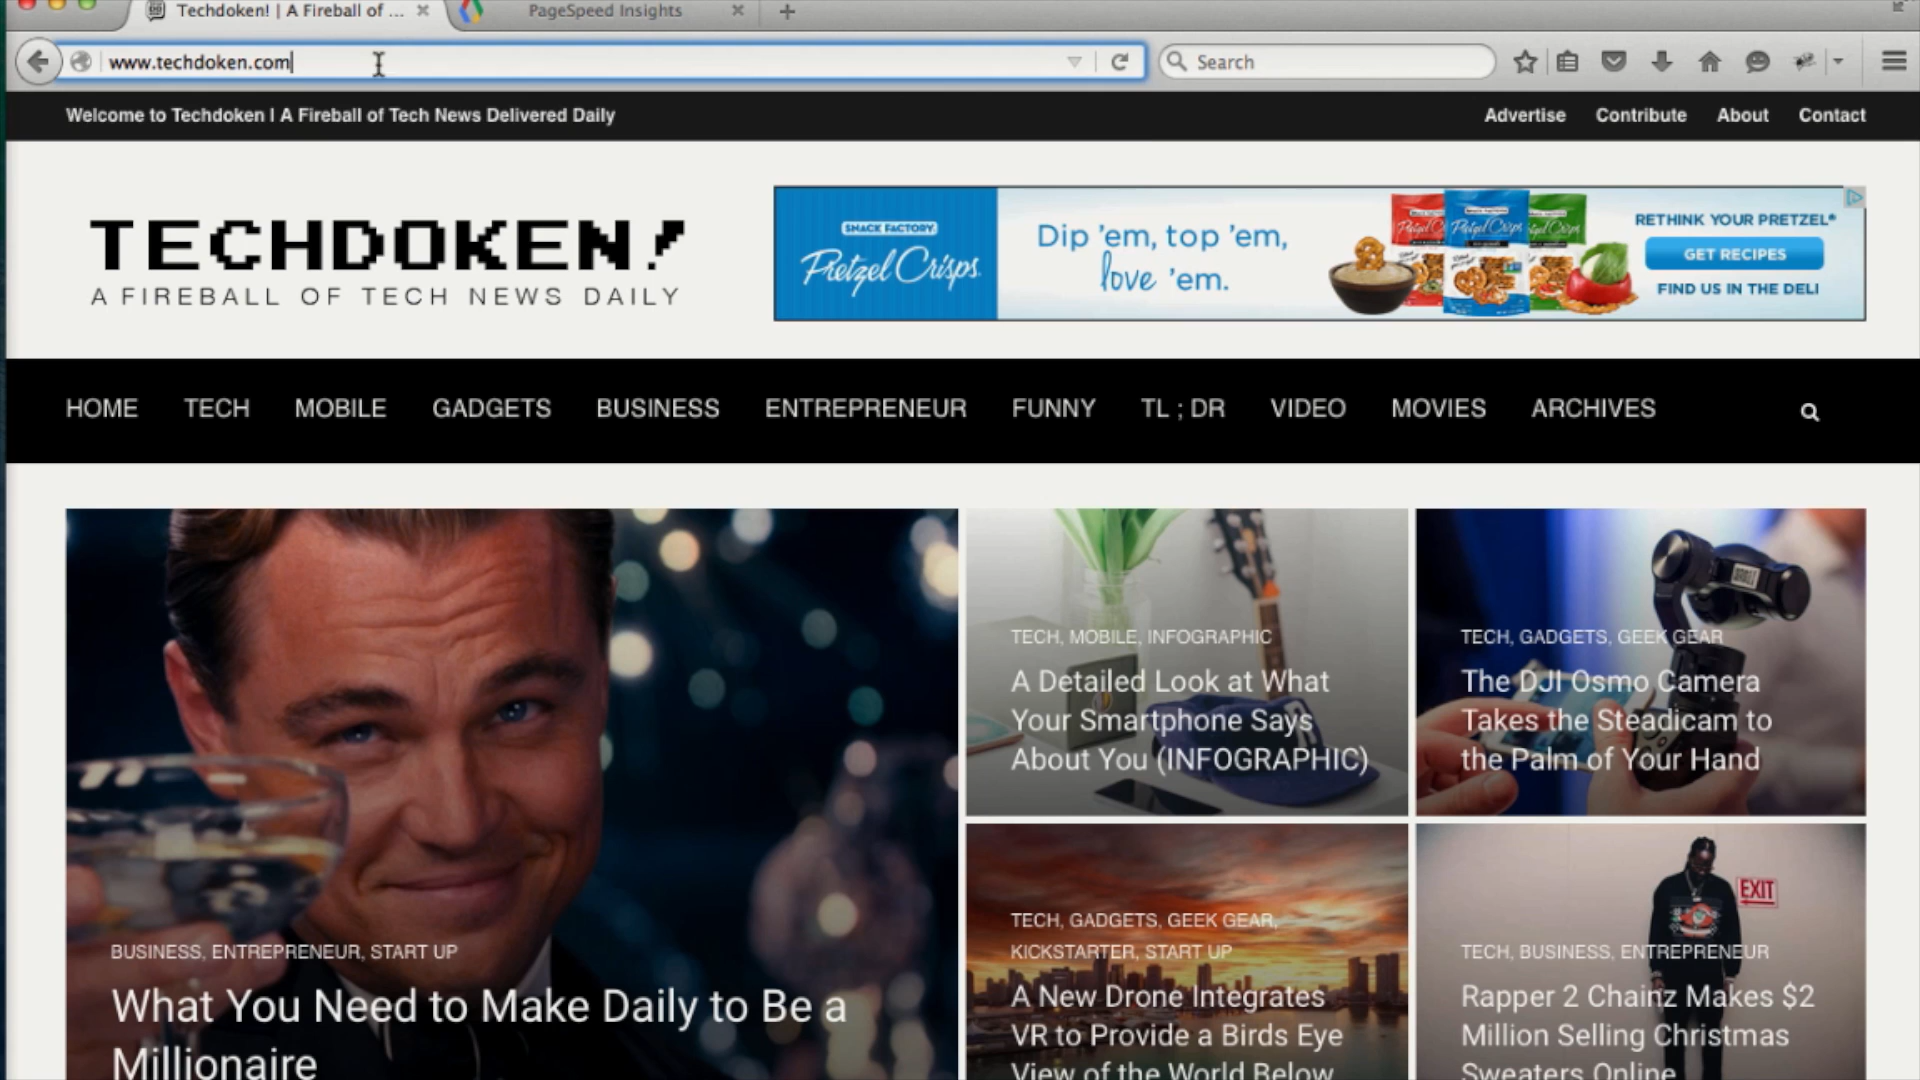 Techdoken! | A Fireball of ...
PageSpeed Insights
www.techdoken.com
Search
Welcome to Techdoken | A Fireball of Tech News Delivered Daily
Advertise
Contribute
About
Contact
TECHDOKEN!
A FIREBALL OF TECH NEWS DAILY
SNACK FACTORY
Pretzel Crisps
Dip 'em, top 'em,
love 'em.
RETHINK YOUR PRETZEL®
GET RECIPES
FIND US IN THE DELI
HOME
TECH
MOBILE
GADGETS
BUSINESS
ENTREPRENEUR
FUNNY
TL ; DR
VIDEO
MOVIES
ARCHIVES
BUSINESS, ENTREPRENEUR, START UP
What You Need to Make Daily to Be a
Millionaire
TECH, MOBILE, INFOGRAPHIC
A Detailed Look at What
Your Smartphone Says
About You (INFOGRAPHIC)
TECH, GADGETS, GEEK GEAR
The DJI Osmo Camera
Takes the Steadicam to
the Palm of Your Hand
TECH, GADGETS, GEEK GEAR,
KICKSTARTER, START UP
A New Drone Integrates
VR to Provide a Birds Eye
View of the World Below
EXIT
TECH, BUSINESS, ENTREPRENEUR
Rapper 2 Chainz Makes $2
Million Selling Christmas
Sweaters Online